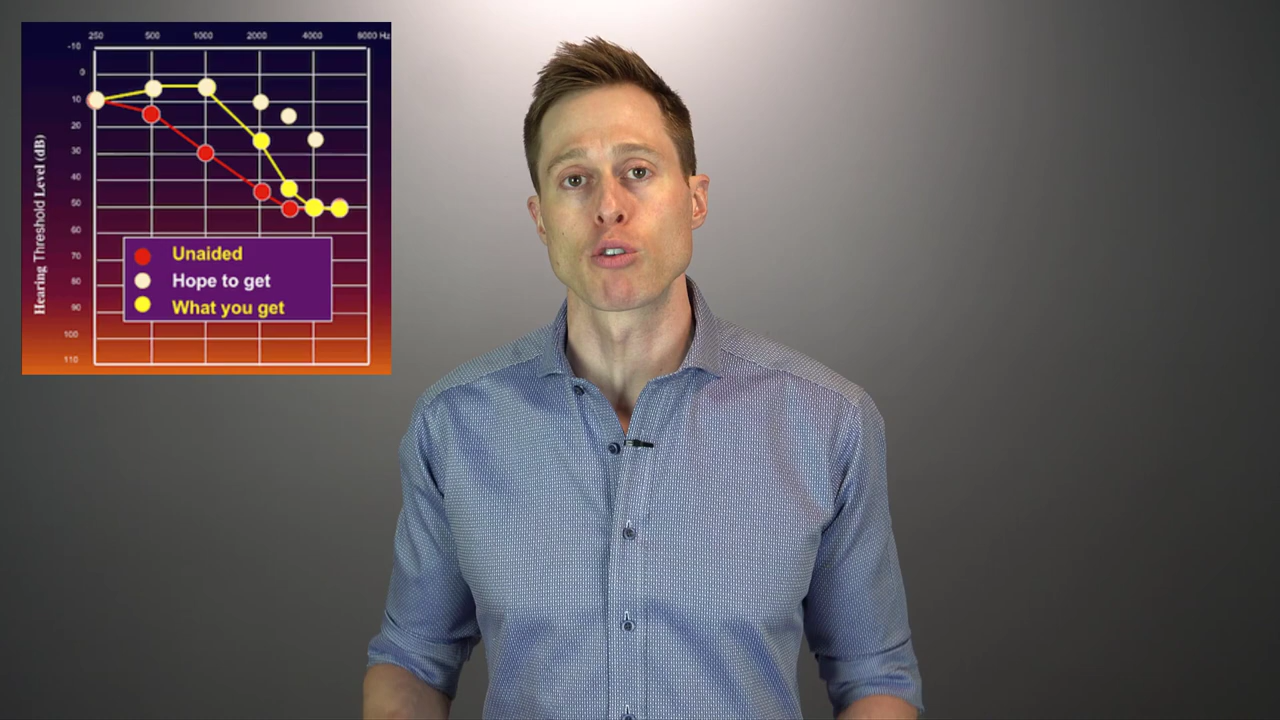 250 500 1000 2000 4000 8000 Hz
-10
0
10
20
30
40
50
60
70
80
90
100
110
Hearing Threshold Level (dB)
Unaided
Hope to get
What you get